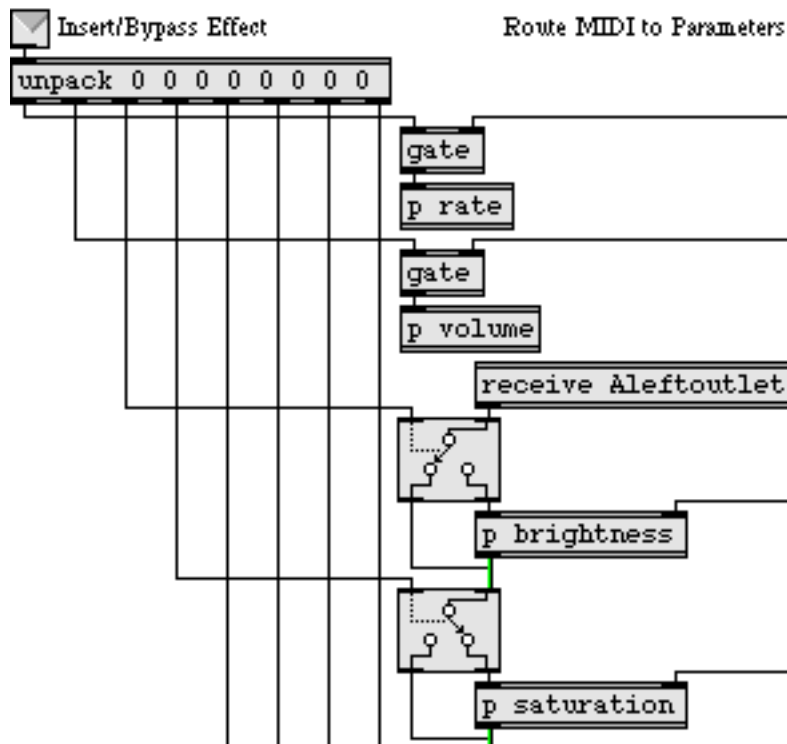 Insert/Bypass Effect
Route MIDI to Parameters
unpack 0 0 0 0 0 0 0 0
gate
p rate
gate
p volume
receive Aleftoutlet
p brightness
p saturation